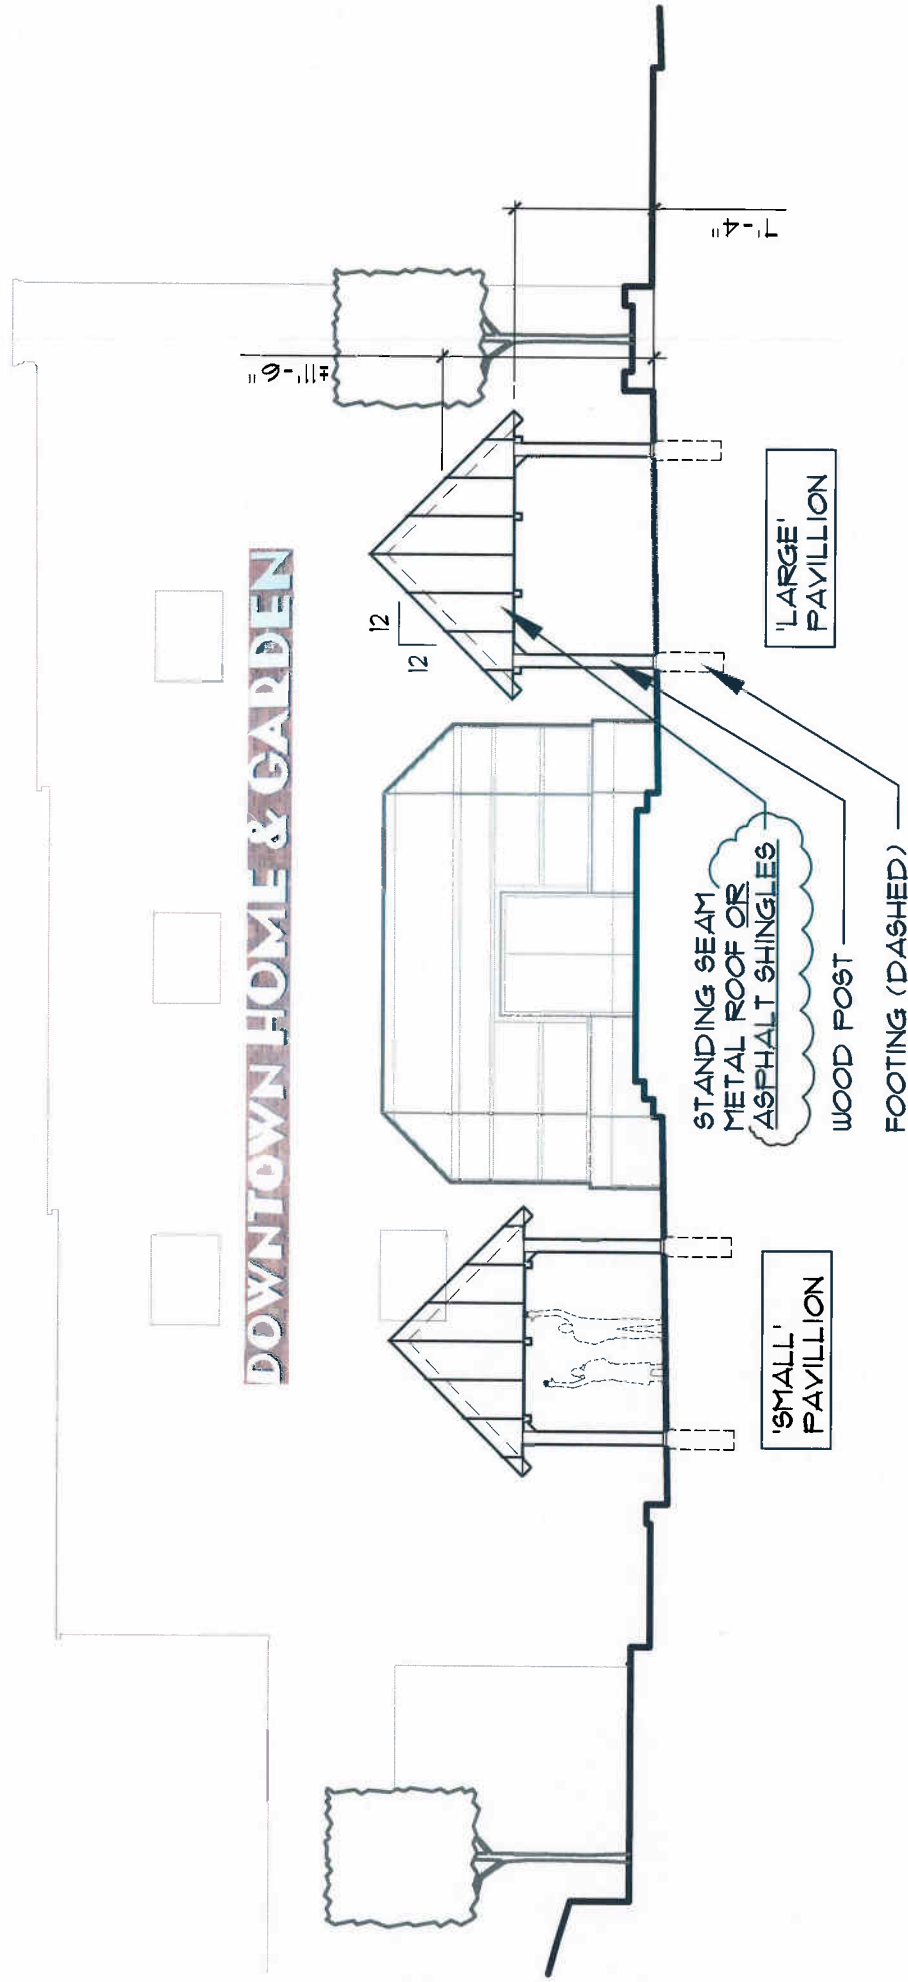 DOWNTOWN HOME & GARDEN
±11'-6"
7'-4"
12
12
STANDING SEAM
METAL ROOF OR
ASPHALT SHINGLES
WOOD POST
FOOTING (DASHED)
'SMALL'
PAVILLION
'LARGE'
PAVILLION